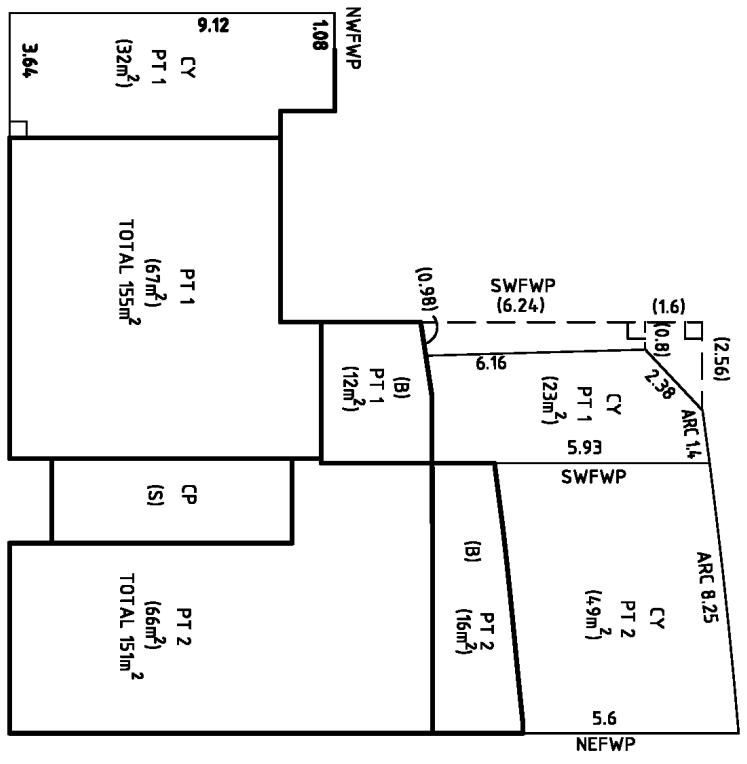 9.12
1.08
NWFWP
3.64
CY
PT 1
(32m²)
PT 1
(67m²)
TOTAL 155m²
(0.98)
SWFWP
(6.24)
(1.6)
(0.8)
(2.56)
6.16
2.38
(B)
PT 1
(12m²)
CY
PT 1
(23m²)
ARC 1.4
5.93
SWFWP
CP
(S)
(B)
PT 2
(16m²)
CY
PT 2
(49m²)
ARC 8.25
PT 2
(66m²)
TOTAL 151m²
5.6
NEFWP